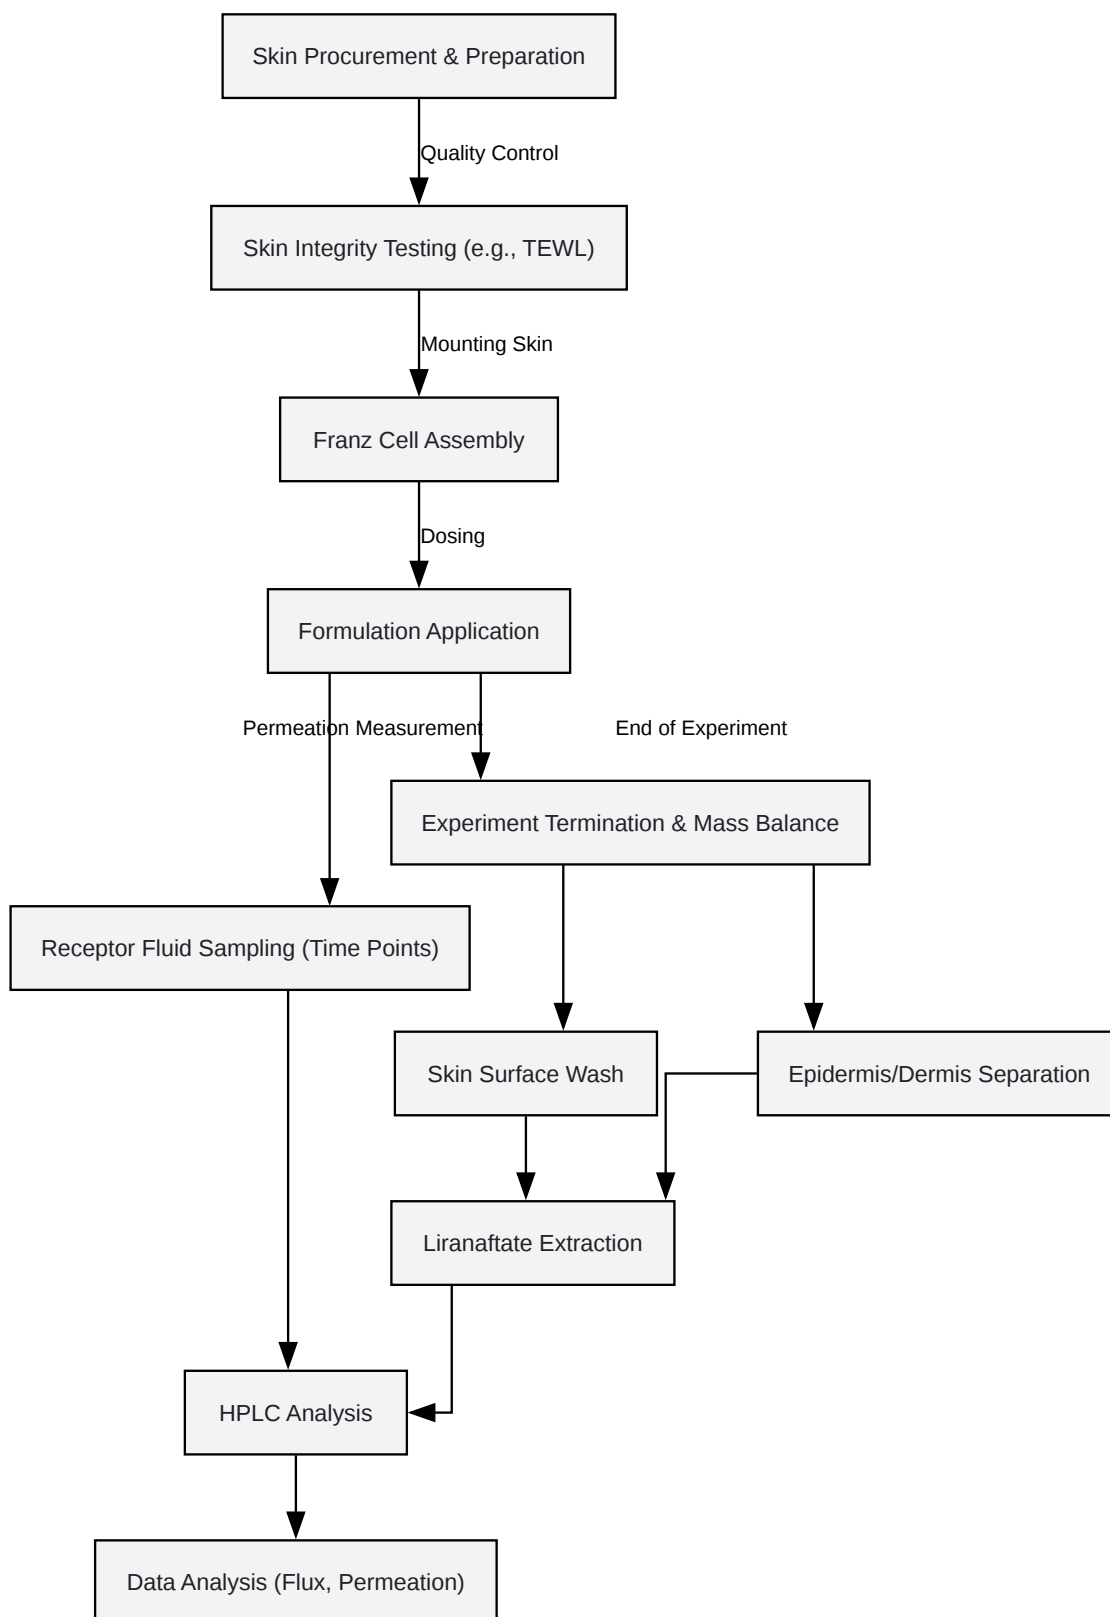 Skin Procurement & Preparation
Quality Control
Skin Integrity Testing (e.g., TEWL)
Mounting Skin
Franz Cell Assembly
Dosing
Formulation Application
Permeation Measurement
End of Experiment
Experiment Termination & Mass Balance
Receptor Fluid Sampling (Time Points)
Skin Surface Wash
Epidermis/Dermis Separation
Liranaftate Extraction
HPLC Analysis
Data Analysis (Flux, Permeation)